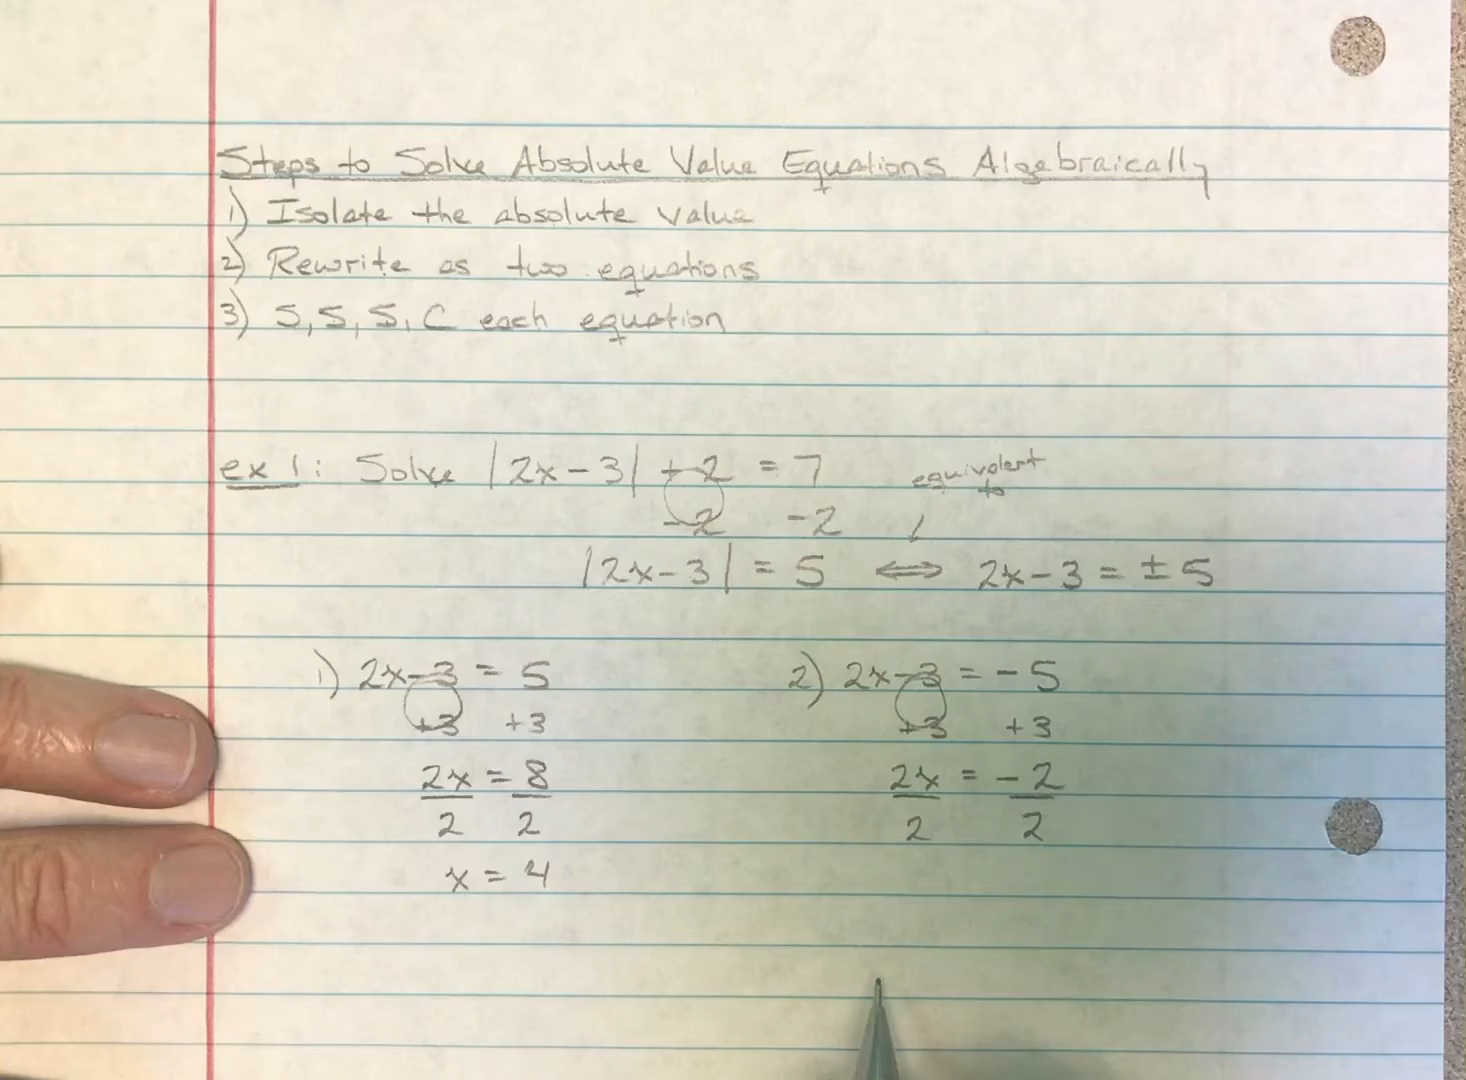 Steps to Solve Absolute Value Equations Algebraically
1) Isolate the absolute value
2) Rewrite as two equations
3) S, S, S, C each equation
ex 1: Solve |2x-3| + 2 = 7
-2 -2
equivalent to
|2x-3| = 5 ⟺ 2x-3 = ±5
1) 2x-3 = 5
+3 +3
2x = 8
2 2
x = 4
2) 2x-3 = -5
+3 +3
2x = -2
2 2